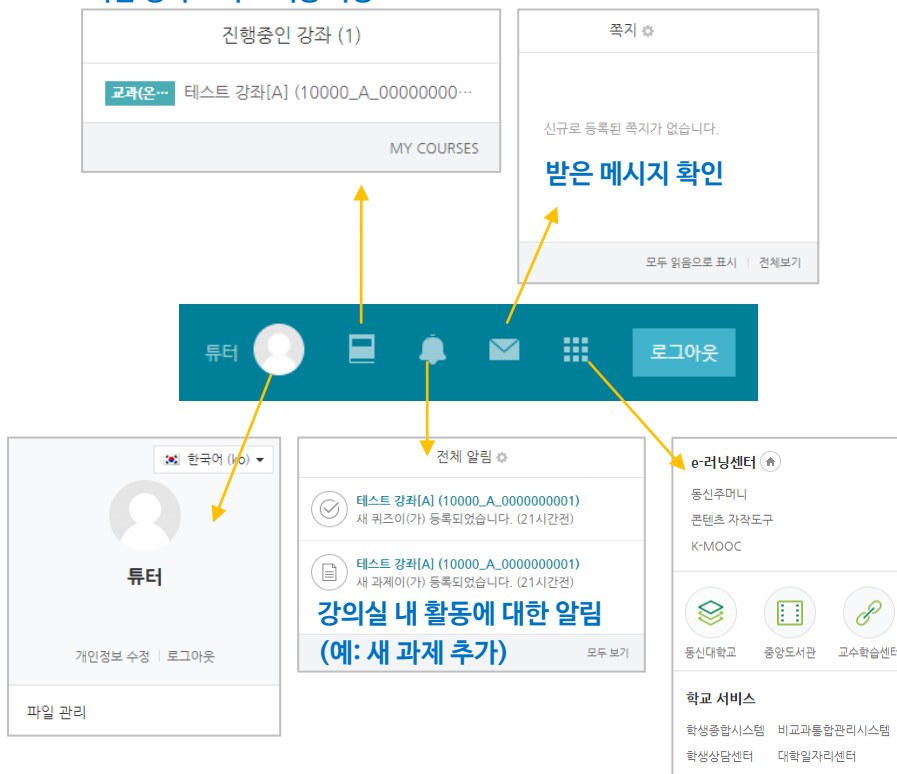 진행중인 강좌 (1)
교과(온··· 테스트 강좌[A] (10000_A_00000000···
MY COURSES
쪽지
신규로 등록된 쪽지가 없습니다.
받은 메시지 확인
모두 읽음으로 표시 | 전체보기
튜터
로그아웃
한국어 (ko)
튜터
개인정보 수정 | 로그아웃
파일 관리
전체 알림
테스트 강좌[A] (10000_A_0000000001)
새 퀴즈이(가) 등록되었습니다. (21시간전)
테스트 강좌[A] (10000_A_0000000001)
새 과제이(가) 등록되었습니다. (21시간전)
강의실 내 활동에 대한 알림
(예: 새 과제 추가)
모두 보기
e-러닝센터
동신주머니
콘텐츠 자작도구
K-MOOC
동신대학교 중앙도서관 교수학습센터
학교 서비스
학생종합시스템 비교과통합관리시스템
학생상담센터 대학일자리센터